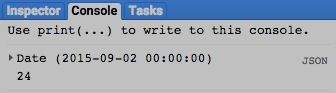 Inspector Console Tasks
Use print(...) to write to this console.
Date (2015-09-02 00:00:00) JSON
24